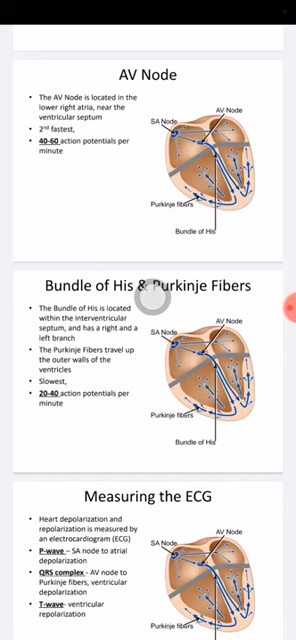 AV Node
• The AV Node is located in the
lower right atria, near the
ventricular septum
• 2nd fastest,
• 40-60 action potentials per
minute
AV Node
SA Node
Purkinje fibers
Bundle of His
Bundle of His & Purkinje Fibers
• The Bundle of His is located
within the interventricular
septum, and has a right and a
left branch
• The Purkinje Fibers travel up
the outer walls of the
ventricles
• Slowest,
• 20-40 action potentials per
minute
AV Node
SA Node
Purkinje fibers
Bundle of His
Measuring the ECG
• Heart depolarization and
repolarization is measured by
an electrocardiogram (ECG)
• P-wave – SA node to atrial
depolarization
• QRS complex - AV node to
Purkinje fibers, ventricular
depolarization
• T-wave- ventricular
repolarization
AV Node
SA Node
Purkinje fibers